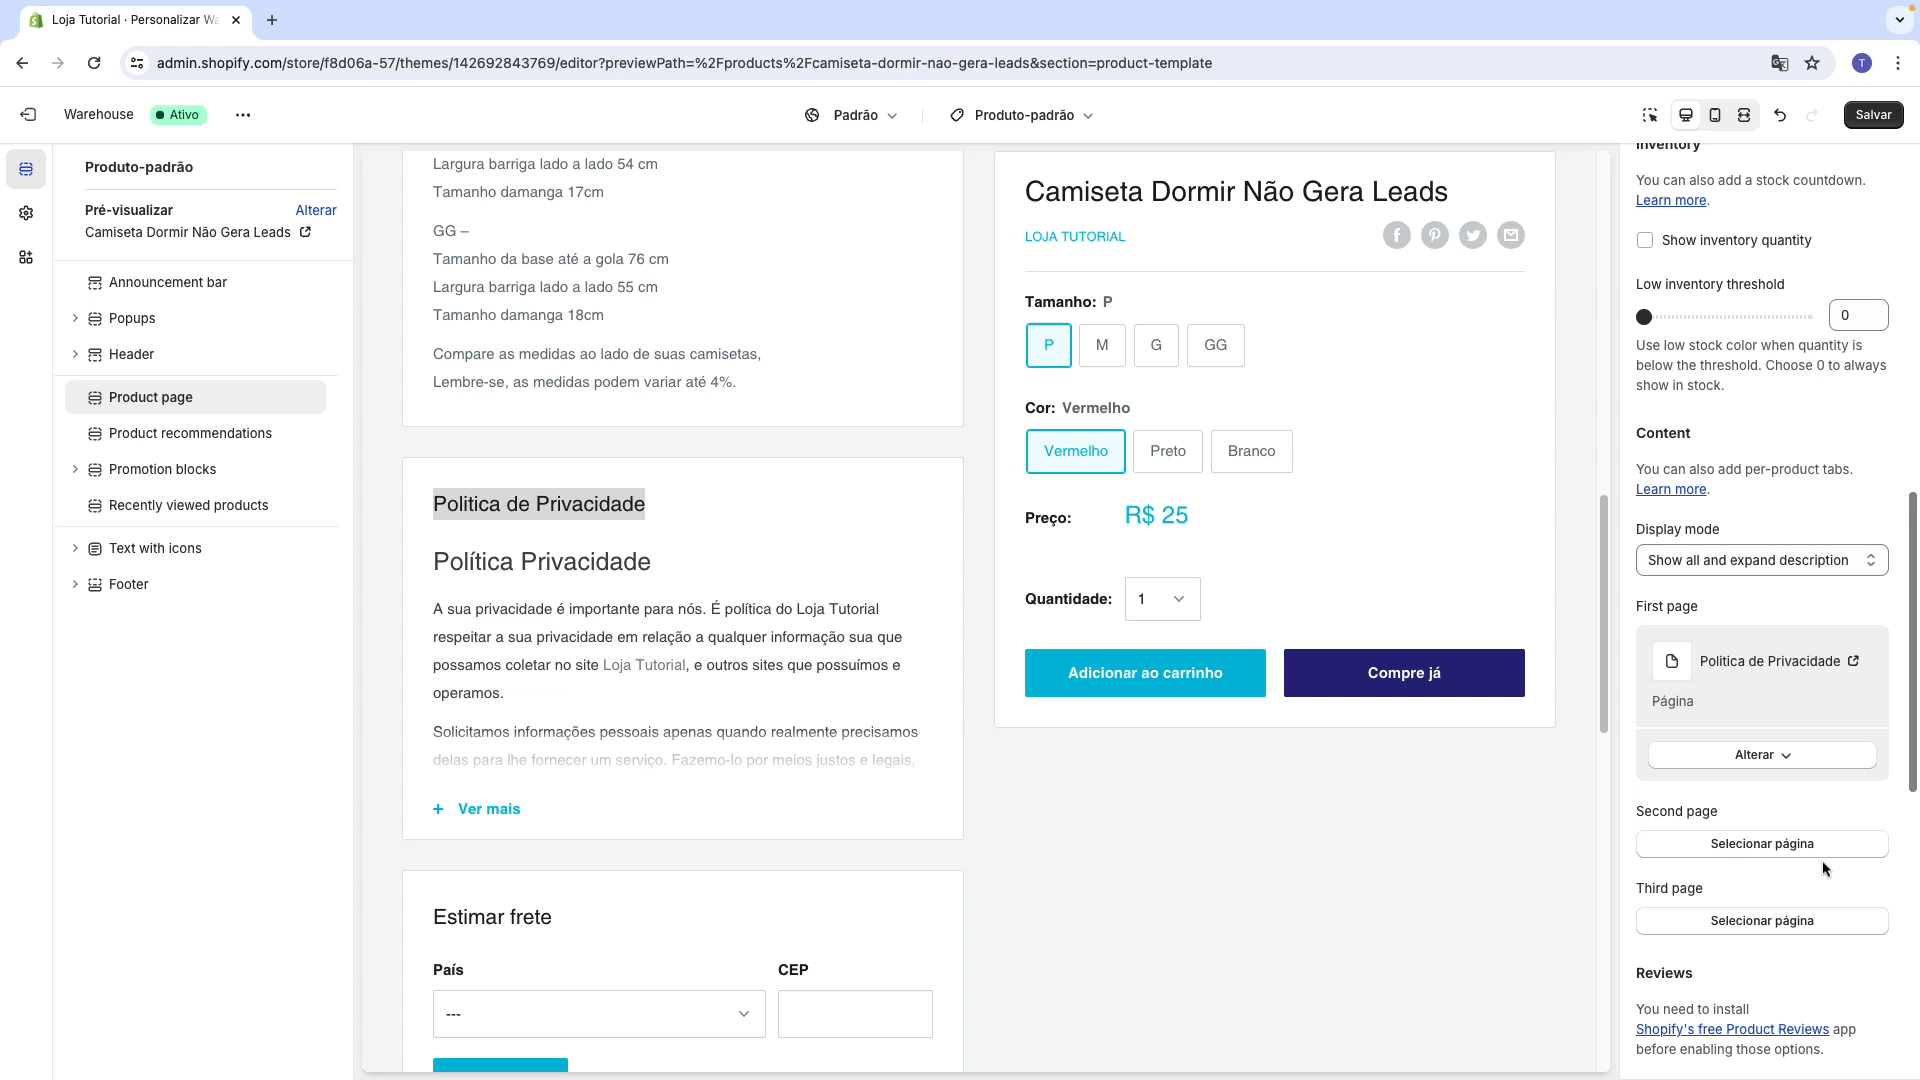 Loja Tutorial · Personalizar Wa
admin.shopify.com/store/f8d06a-57/themes/142692843769/editor?previewPath=%2Fproducts%2Fcamiseta-dormir-nao-gera-leads&section=product-template
T
Warehouse
Ativo
Padrão
Produto-padrão
Salvar
Produto-padrão
Pré-visualizar
Alterar
Camiseta Dormir Não Gera Leads
Announcement bar
Popups
Header
Product page
Product recommendations
Promotion blocks
Recently viewed products
Text with icons
Footer
Largura barriga lado a lado 54 cm
Tamanho damanga 17cm
GG –
Tamanho da base até a gola 76 cm
Largura barriga lado a lado 55 cm
Tamanho damanga 18cm
Compare as medidas ao lado de suas camisetas,
Lembre-se, as medidas podem variar até 4%.
Politica de Privacidade
Política Privacidade
A sua privacidade é importante para nós. É política do Loja Tutorial
respeitar a sua privacidade em relação a qualquer informação sua que
possamos coletar no site Loja Tutorial, e outros sites que possuímos e
operamos.
Solicitamos informações pessoais apenas quando realmente precisamos
delas para lhe fornecer um serviço. Fazemo-lo por meios justos e legais,
+ Ver mais
Estimar frete
País
CEP
---
Camiseta Dormir Não Gera Leads
LOJA TUTORIAL
Tamanho: P
P
M
G
GG
Cor: Vermelho
Vermelho
Preto
Branco
Preço:
R$ 25
Quantidade:
1
Adicionar ao carrinho
Compre já
Inventory
You can also add a stock countdown.
Learn more.
Show inventory quantity
Low inventory threshold
0
Use low stock color when quantity is
below the threshold. Choose 0 to always
show in stock.
Content
You can also add per-product tabs.
Learn more.
Display mode
Show all and expand description
First page
Politica de Privacidade
Página
Alterar
Second page
Selecionar página
Third page
Selecionar página
Reviews
You need to install
Shopify's free Product Reviews app
before enabling those options.